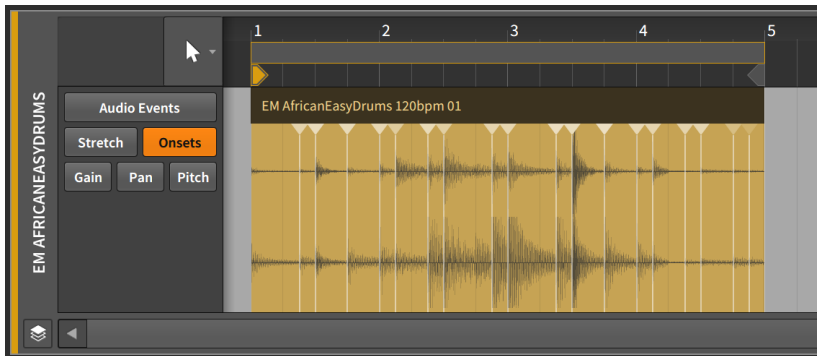 1 2 3 4 5
EM AFRICANEASYDRUMS
Audio Events
EM AfricanEasyDrums 120bpm 01
Stretch Onsets
Gain Pan Pitch